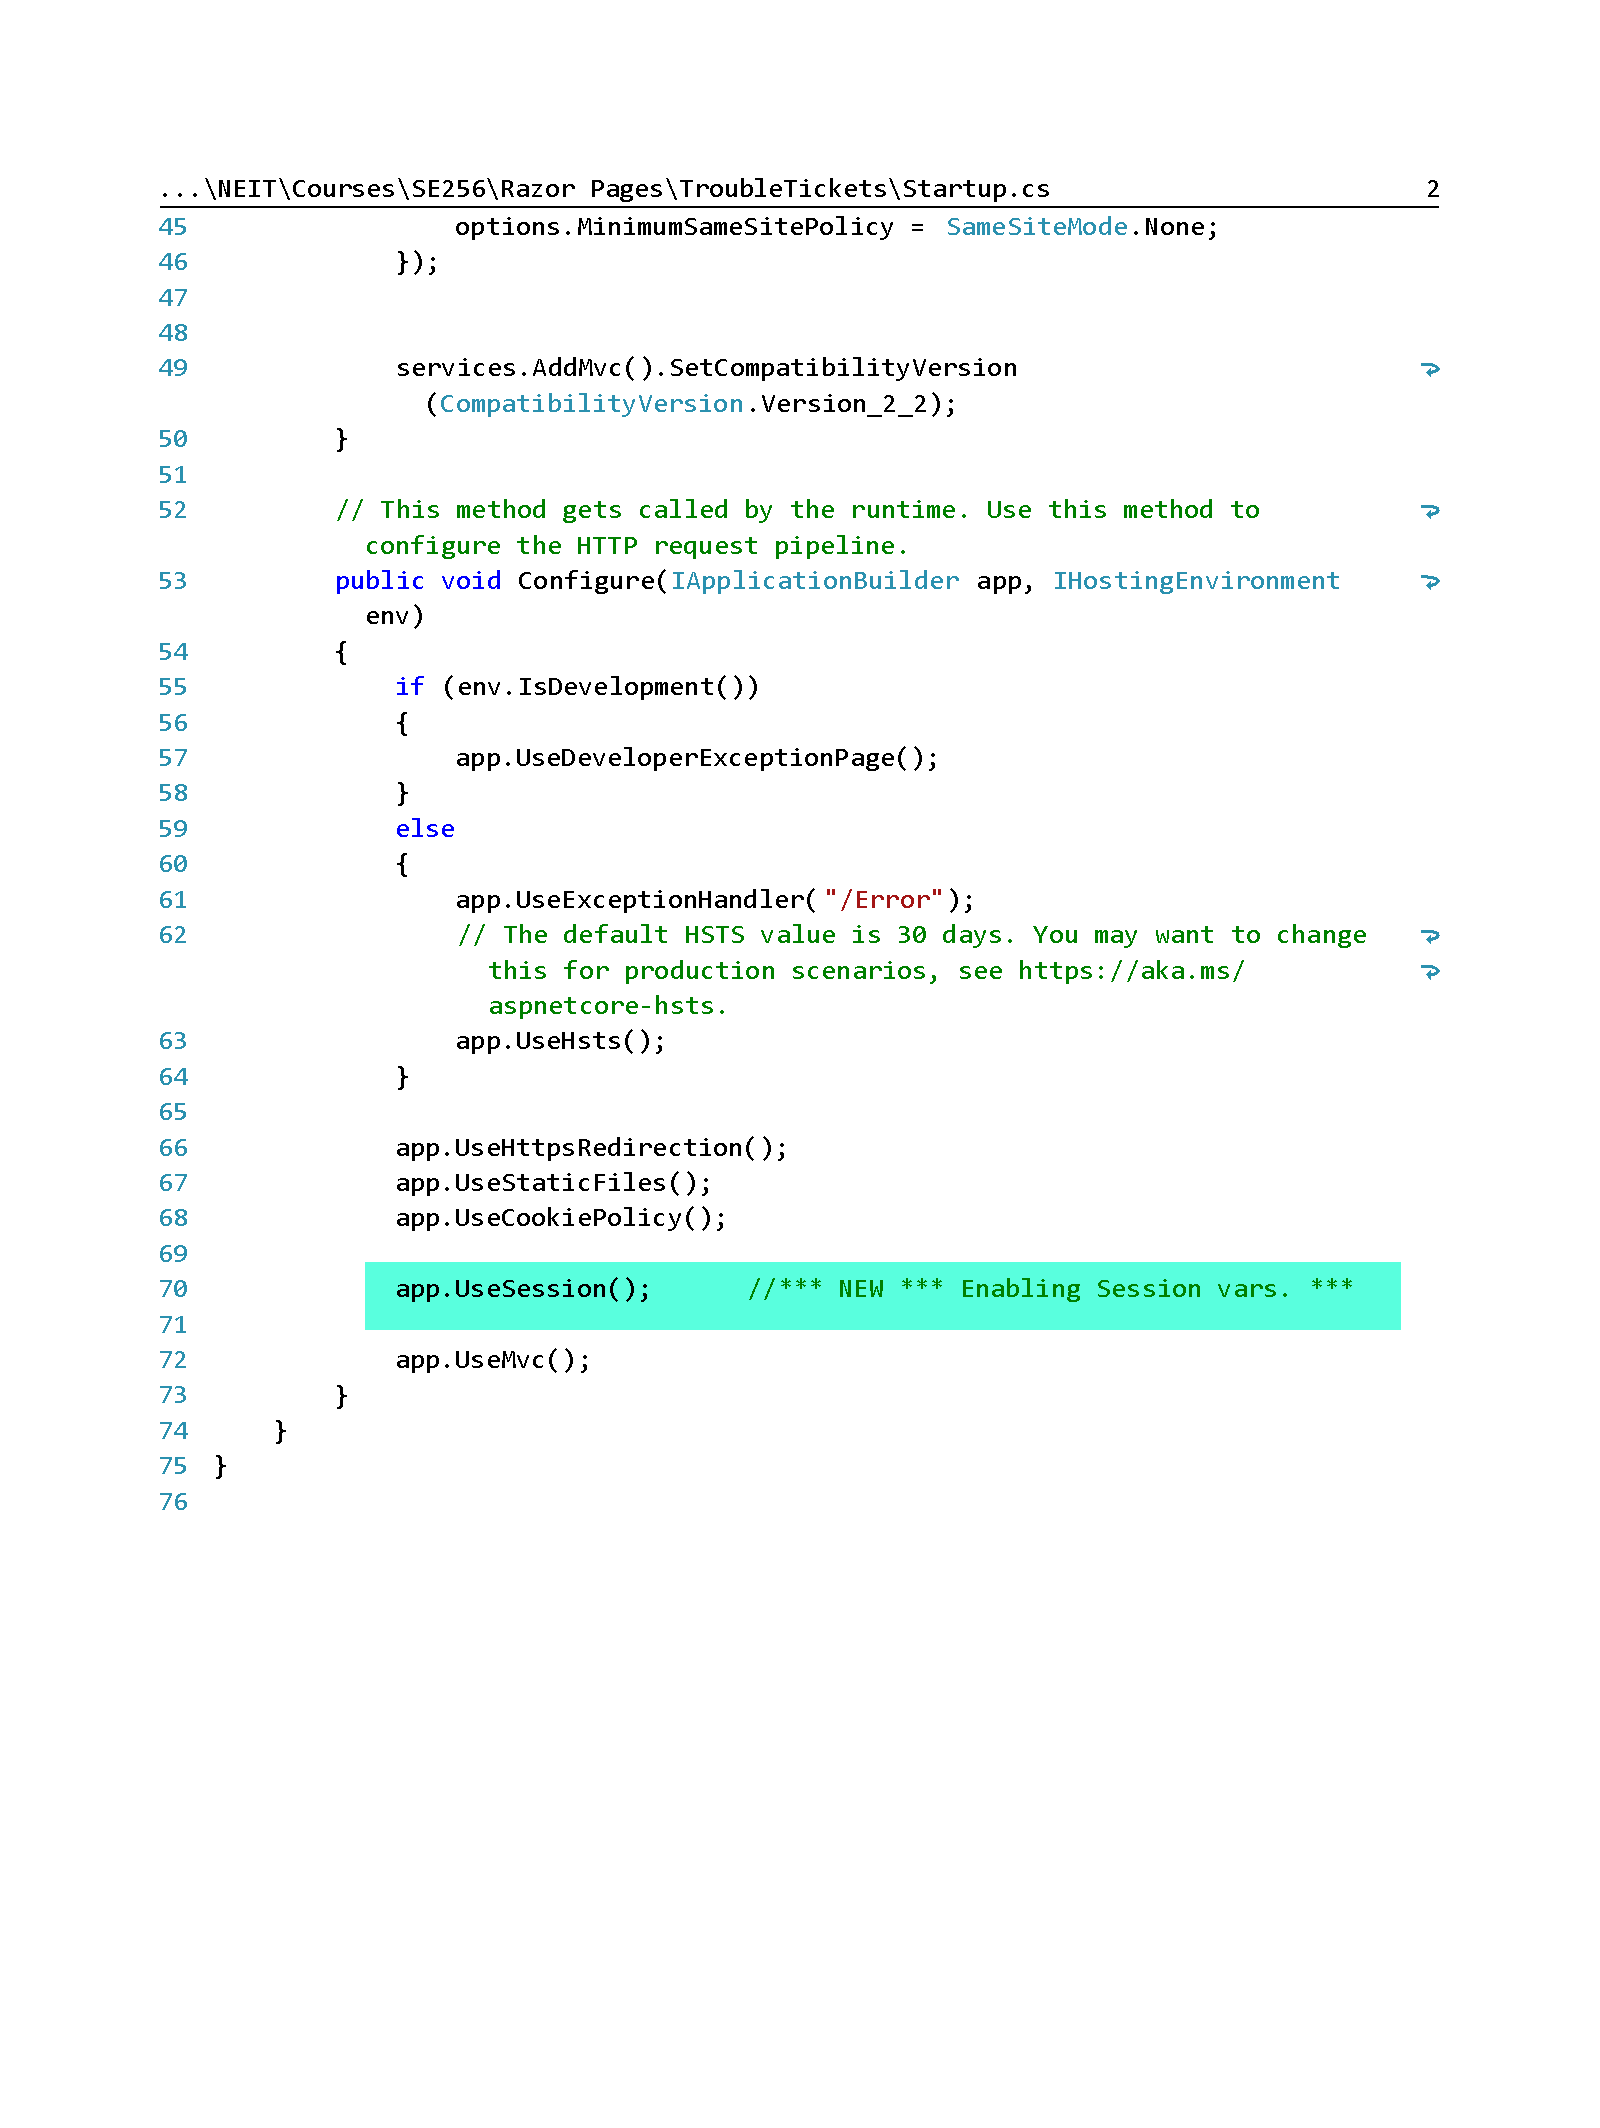 ...\NEIT\Courses\SE256\Razor Pages\TroubleTickets\Startup.cs 2
45 options.MinimumSameSitePolicy = SameSiteMode.None;
46 });
47
48
49 services.AddMvc().SetCompatibilityVersion
(CompatibilityVersion.Version_2_2);
50 }
51
52 // This method gets called by the runtime. Use this method to
configure the HTTP request pipeline.
53 public void Configure(IApplicationBuilder app, IHostingEnvironment
env)
54 {
55 if (env.IsDevelopment())
56 {
57 app.UseDeveloperExceptionPage();
58 }
59 else
60 {
61 app.UseExceptionHandler("/Error");
62 // The default HSTS value is 30 days. You may want to change
this for production scenarios, see https://aka.ms/
aspnetcore-hsts.
63 app.UseHsts();
64 }
65
66 app.UseHttpsRedirection();
67 app.UseStaticFiles();
68 app.UseCookiePolicy();
69
70 app.UseSession(); //*** NEW *** Enabling Session vars. ***
71
72 app.UseMvc();
73 }
74 }
75 }
76